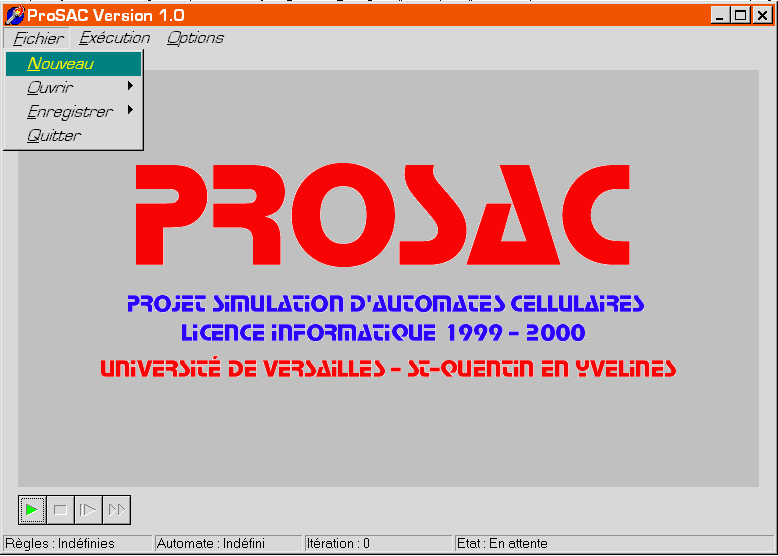 ProSAC Version 1.0
Fichier Exécution Options
Nouveau
Ouvrir
Enregistrer
Quitter
PROSAC
PROJET SIMULATION D'AUTOMATES CELLULAIRES
LICENCE INFORMATIQUE 1999 - 2000
UNIVERSITÉ DE VERSAILLES - ST-QUENTIN EN YVELINES
Règles : Indéfinies Automate : Indéfini Itération : 0 Etat : En attente